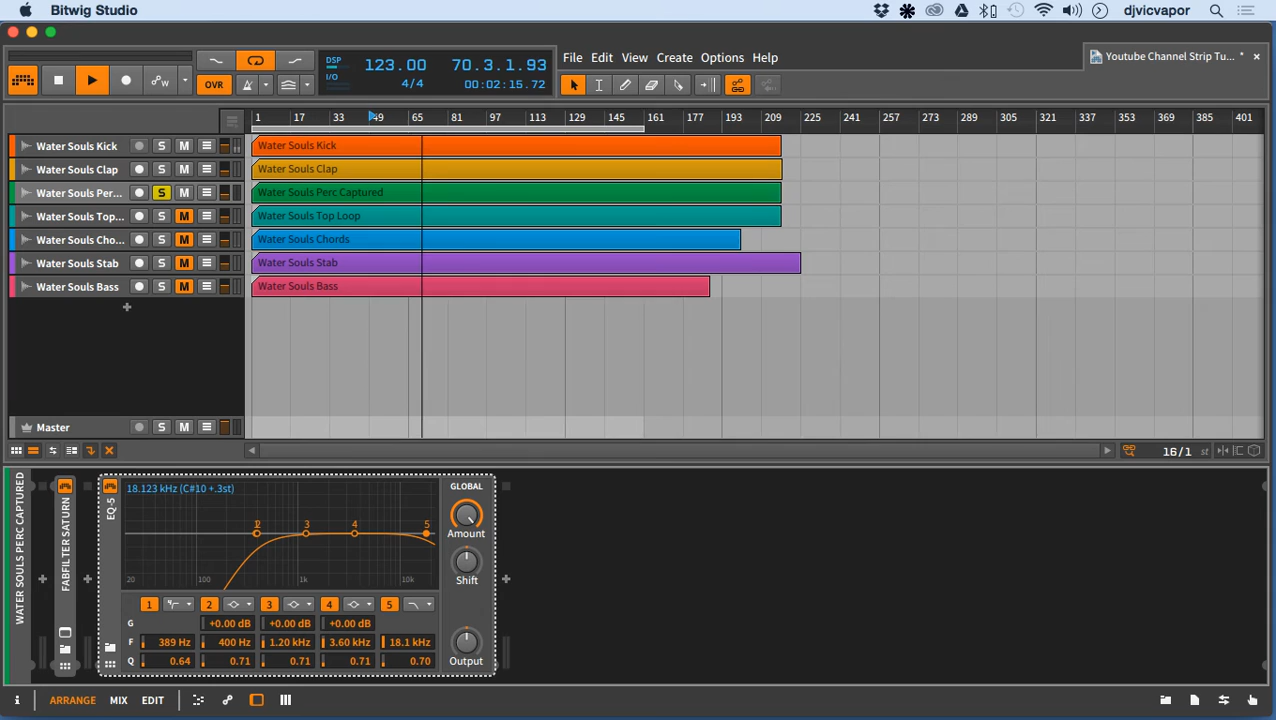 Bitwig Studio
djvicvapor
DSP
I/O
123.00
4/4
70.3.1.93
00:02:15.72
OVR
File Edit View Create Options Help
Youtube Channel Strip Tu... *
1 17 33 49 65 81 97 113 129 145 161 177 193 209 225 241 257 273 289 305 321 337 353 369 385 401
Water Souls Kick S M Water Souls Kick
Water Souls Clap S M Water Souls Clap
Water Souls Per... S M Water Souls Perc Captured
Water Souls Top... S M Water Souls Top Loop
Water Souls Cho... S M Water Souls Chords
Water Souls Stab S M Water Souls Stab
Water Souls Bass S M Water Souls Bass
Master S M
16/1 st
WATER SOULS PERC CAPTURED
FABFILTER SATURN
EQ-5
18.123 kHz (C#10 +.3st)
2 3 4 5
20 100 1k 10k
GLOBAL
Amount
Shift
Output
1 2 3 4 5
G +0.00 dB +0.00 dB +0.00 dB
F 389 Hz 400 Hz 1.20 kHz 3.60 kHz 18.1 kHz
Q 0.64 0.71 0.71 0.71 0.70
i ARRANGE MIX EDIT